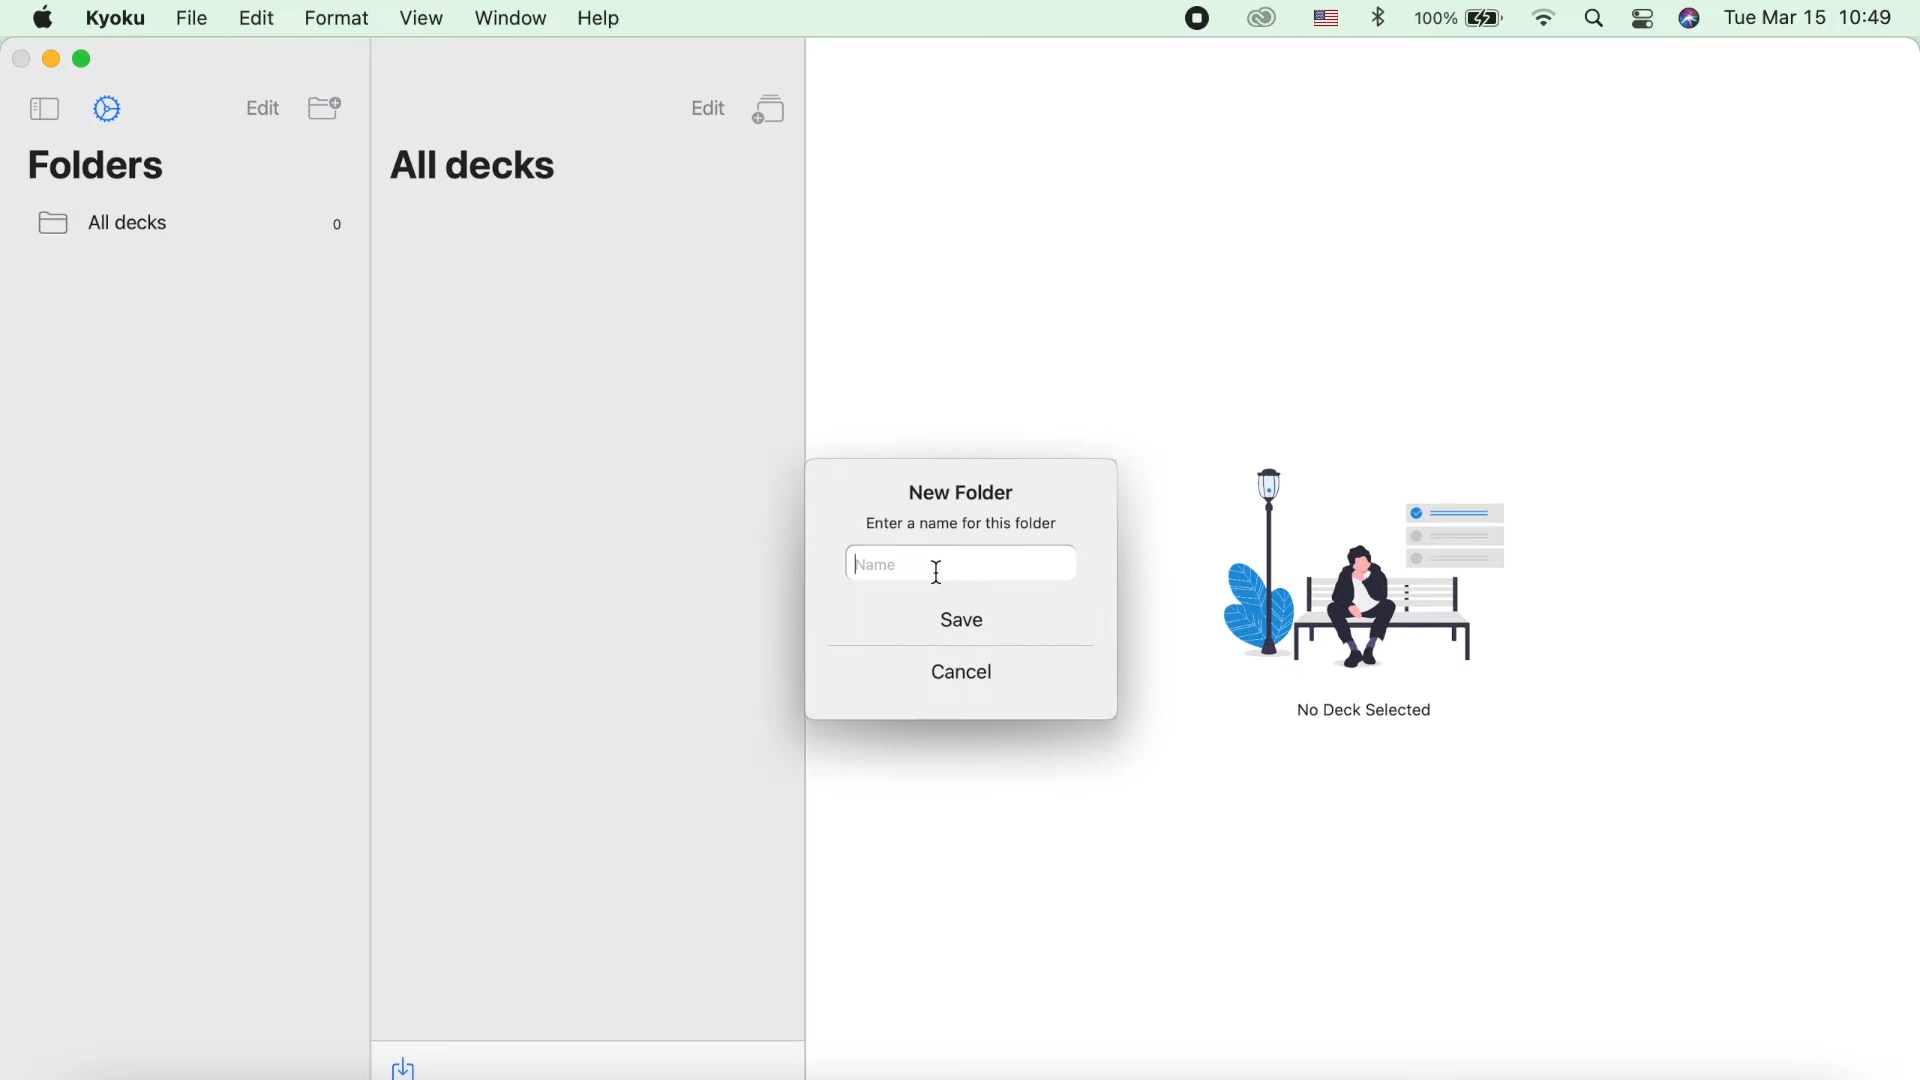 Kyoku File Edit Format View Window Help 100% Tue Mar 15 10:49
Edit
Edit
Folders
All decks
All decks 0
New Folder
Enter a name for this folder
Name
Save
Cancel
No Deck Selected